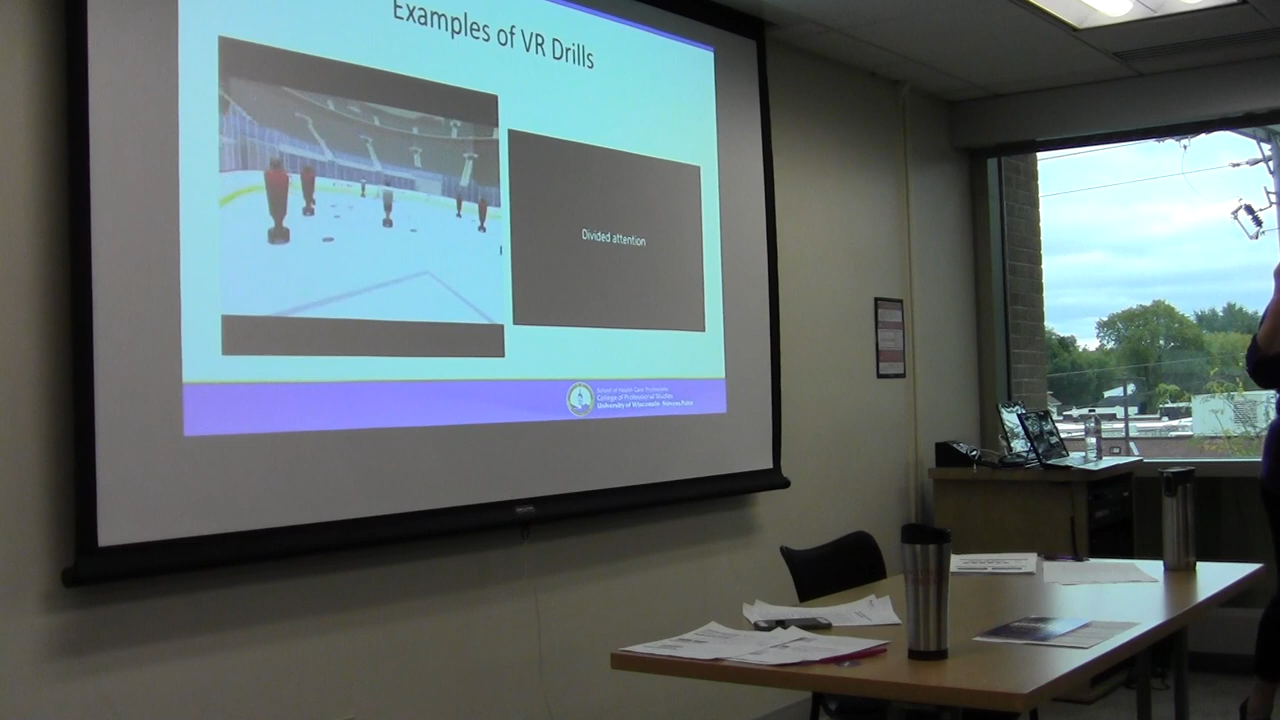 Examples of VR Drills
Divided attention
School of Health Care Professions
College of Professional Studies
University of Wisconsin - Stevens Point